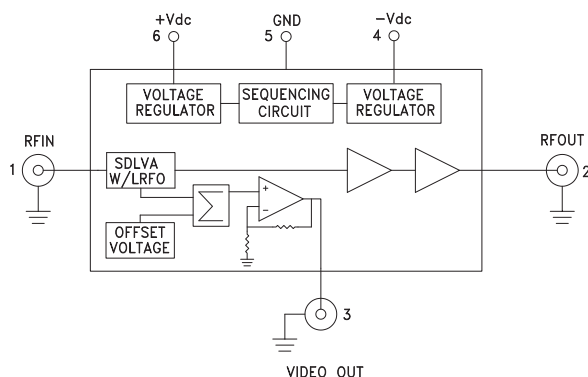 +Vdc
6
GND
5
−Vdc
4
VOLTAGE
REGULATOR
SEQUENCING
CIRCUIT
VOLTAGE
REGULATOR
RFIN
1
SDLVA
W/LRFO
RFOUT
2
Σ
+
−
OFFSET
VOLTAGE
3
VIDEO OUT